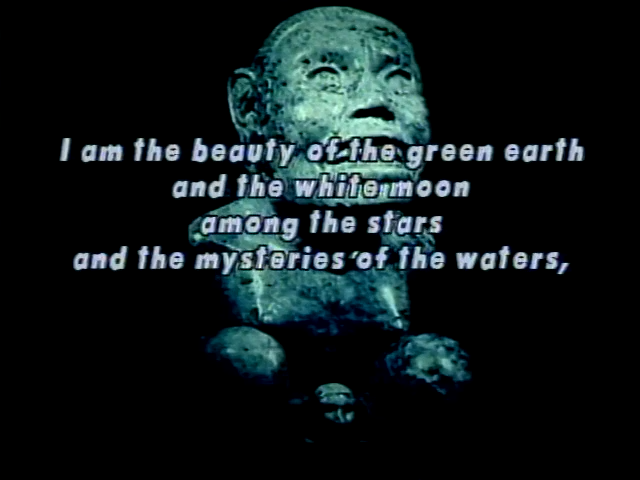 I am the beauty of the green earth
and the white moon
among the stars
and the mysteries of the waters,